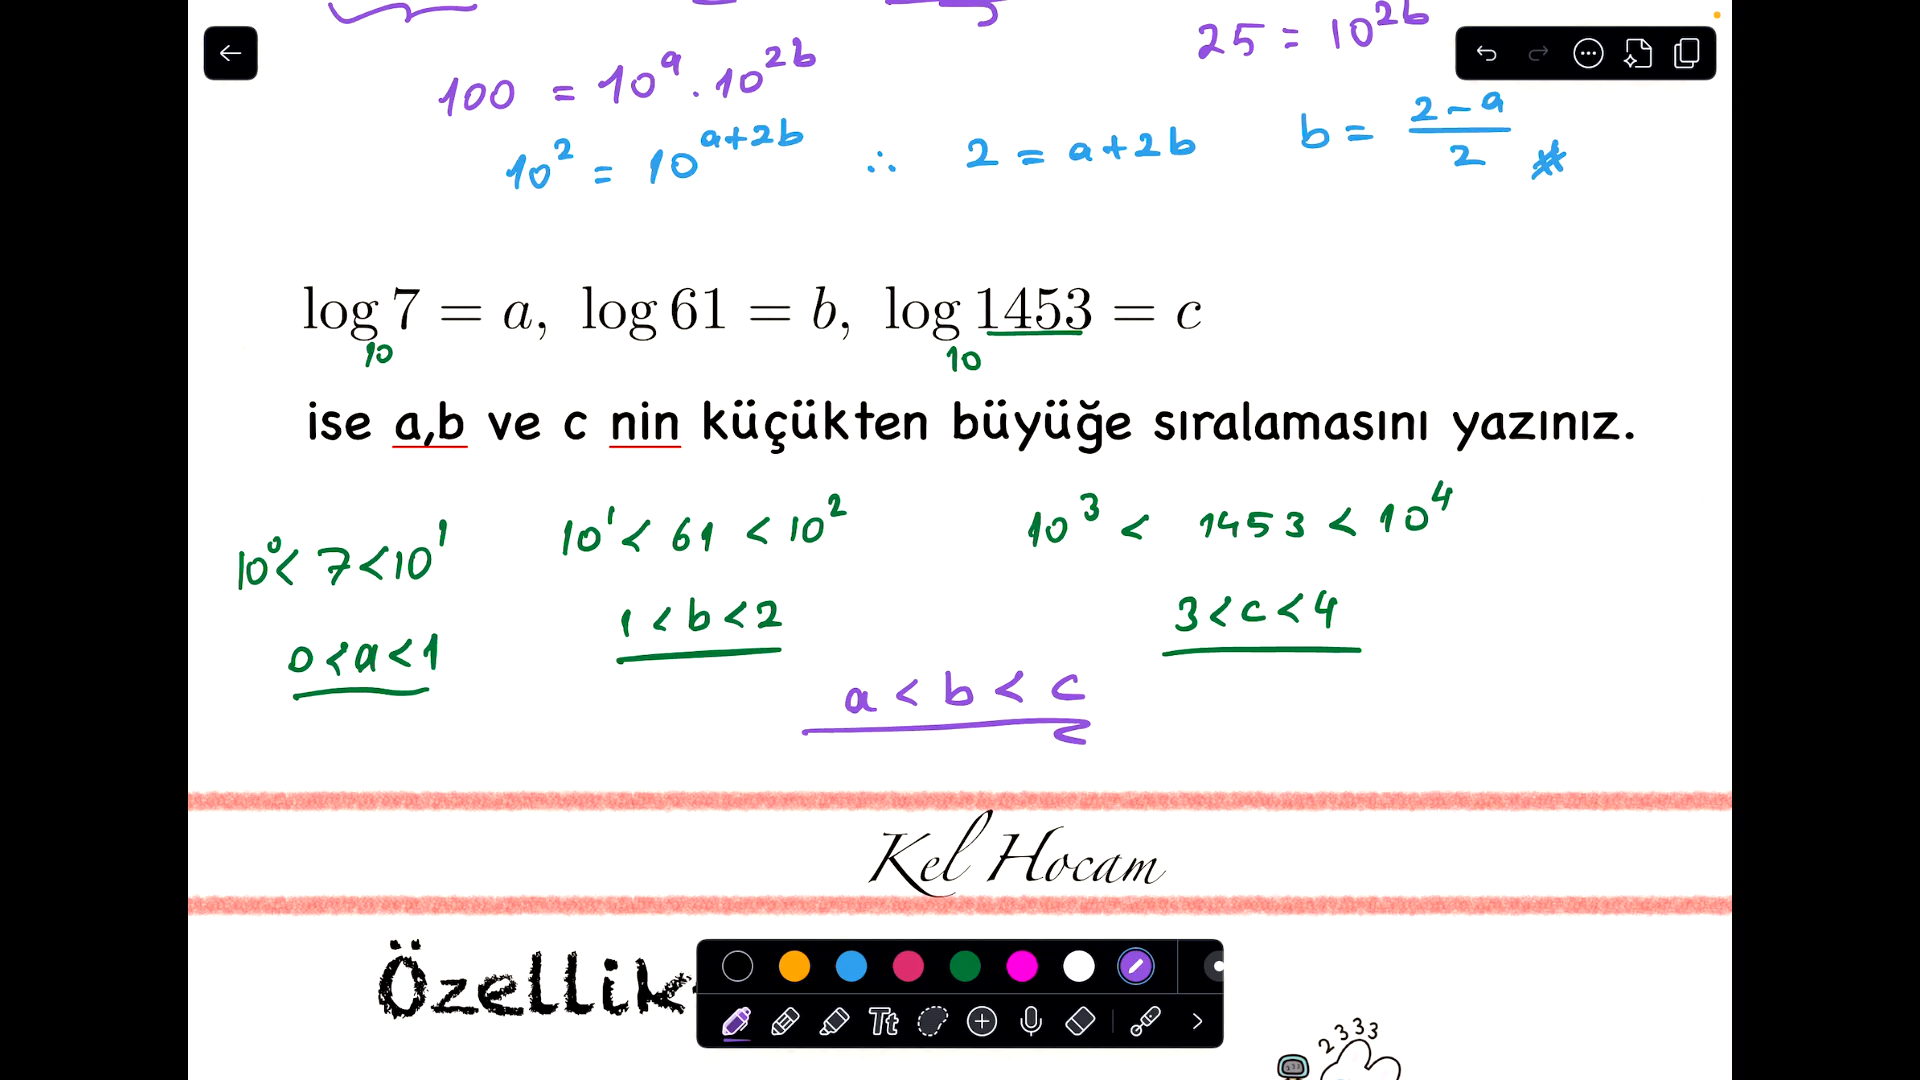 25 = 10^{2b}
100 = 10^a . 10^{2b}
10^2 = 10^{a+2b} ∴ 2 = a+2b b = \frac{2-a}{2} *
log 7 = a, log 61 = b, log 1453 = c
10 10
ise a,b ve c nin küçükten büyüğe sıralamasını yazınız.
10^0 < 7 < 10^1 10^1 < 61 < 10^2 10^3 < 1453 < 10^4
0 < a < 1 1 < b < 2 3 < c < 4
a < b < c
Kel Hocam
Özellik
Tt
2333